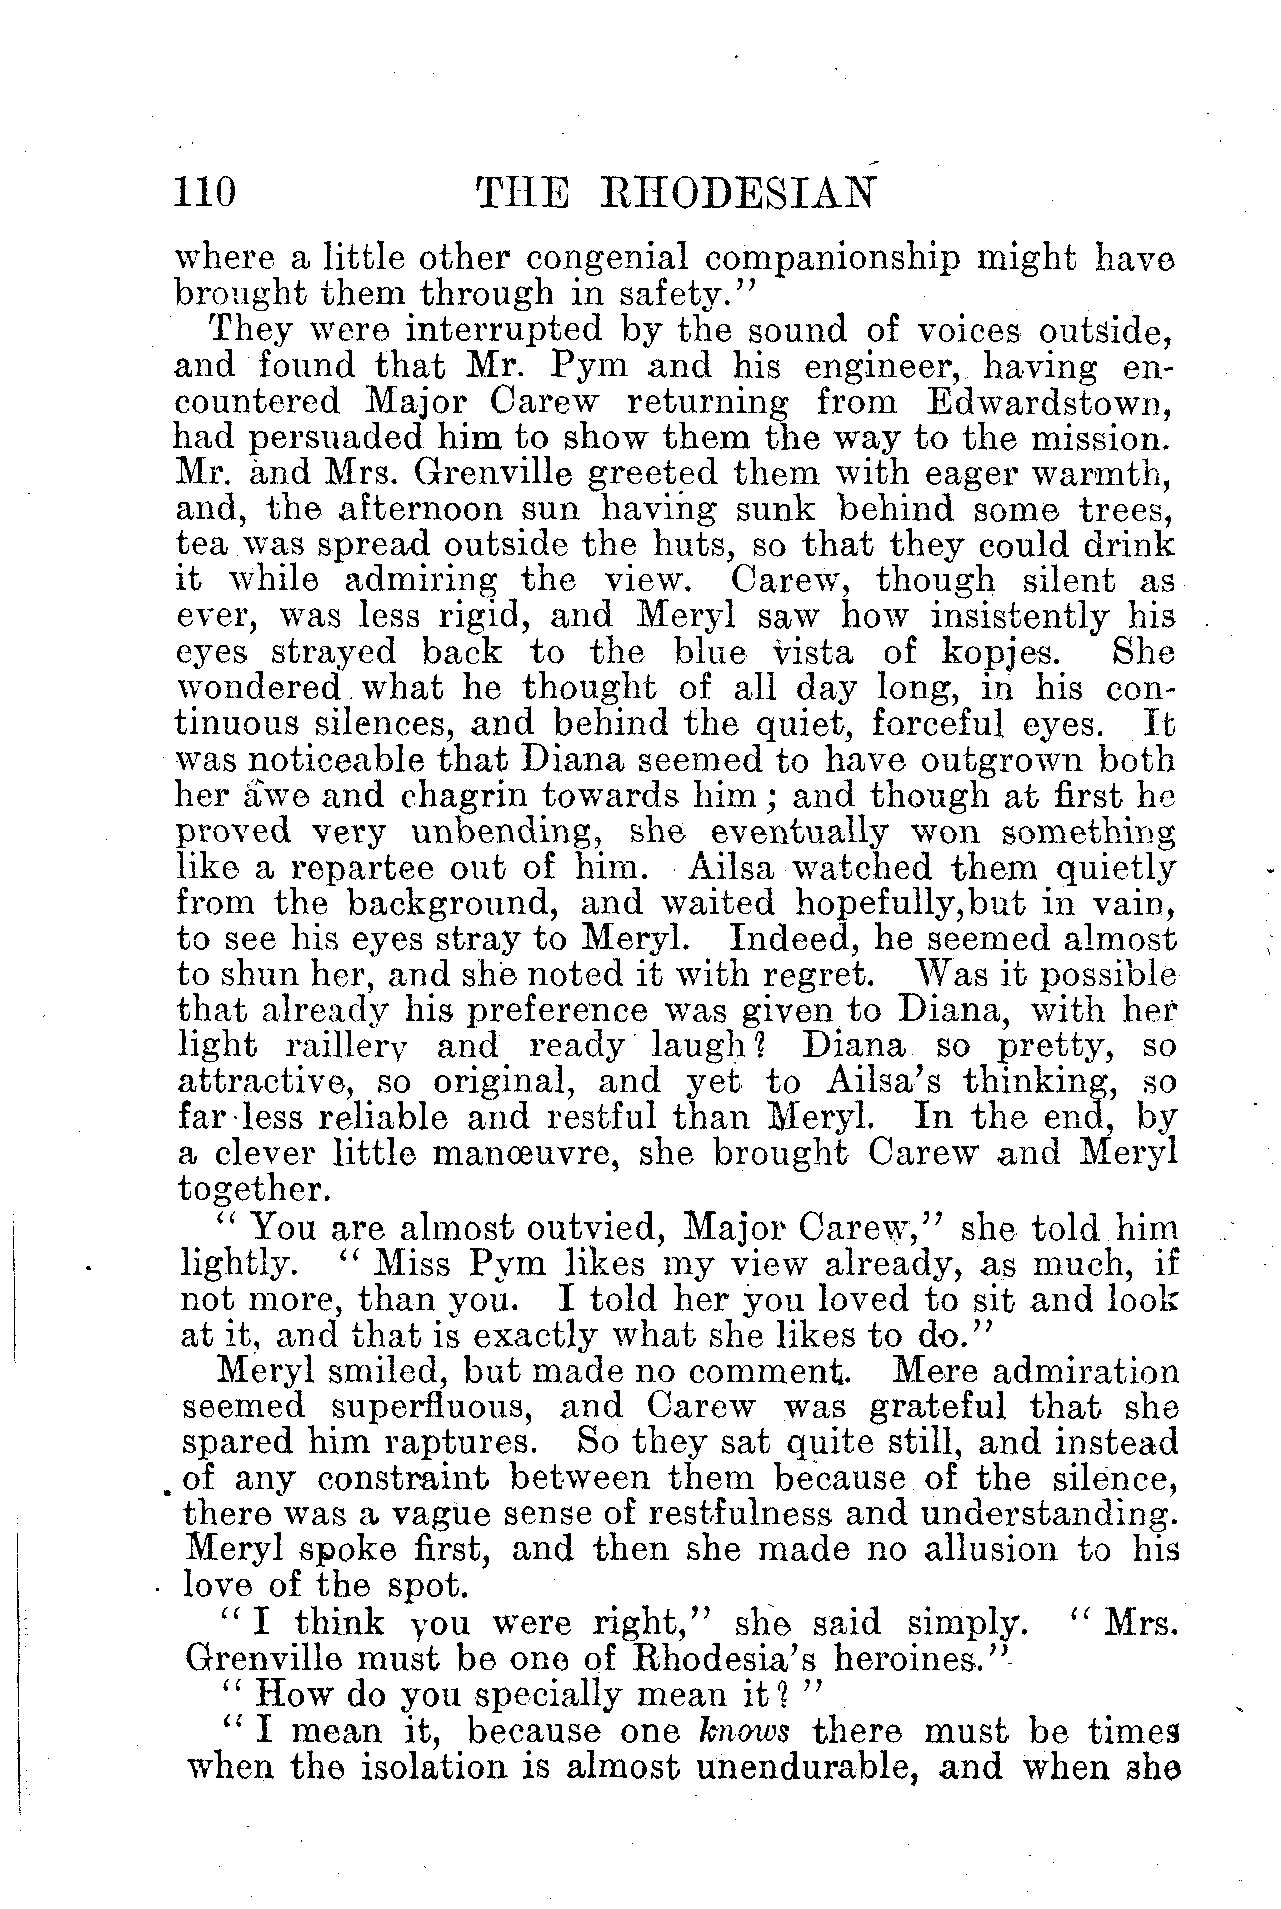 110 THE RHODESIAN
where a little other congenial companionship might have
brought them through in safety."
They were interrupted by the sound of voices outside,
and found that Mr. Pym and his engineer, having en-
countered Major Carew returning from Edwardstown,
had persuaded him to show them the way to the mission.
Mr. and Mrs. Grenville greeted them with eager warmth,
and, the afternoon sun having sunk behind some trees,
tea was spread outside the huts, so that they could drink
it while admiring the view. Carew, though silent as
ever, was less rigid, and Meryl saw how insistently his
eyes strayed back to the blue vista of kopjes. She
wondered what he thought of all day long, in his con-
tinuous silences, and behind the quiet, forceful eyes. It
was noticeable that Diana seemed to have outgrown both
her awe and chagrin towards him; and though at first he
proved very unbending, she eventually won something
like a repartee out of him. Ailsa watched them quietly
from the background, and waited hopefully,but in vain,
to see his eyes stray to Meryl. Indeed, he seemed almost
to shun her, and she noted it with regret. Was it possible
that already his preference was given to Diana, with her
light raillery and ready laugh? Diana so pretty, so
attractive, so original, and yet to Ailsa's thinking, so
far less reliable and restful than Meryl. In the end, by
a clever little manœuvre, she brought Carew and Meryl
together.
"You are almost outvied, Major Carew," she told him
lightly. "Miss Pym likes my view already, as much, if
not more, than you. I told her you loved to sit and look
at it, and that is exactly what she likes to do."
Meryl smiled, but made no comment. Mere admiration
seemed superfluous, and Carew was grateful that she
spared him raptures. So they sat quite still, and instead
of any constraint between them because of the silence,
there was a vague sense of restfulness and understanding.
Meryl spoke first, and then she made no allusion to his
love of the spot.
"I think you were right," she said simply. "Mrs.
Grenville must be one of Rhodesia's heroines."
"How do you specially mean it?"
"I mean it, because one knows there must be times
when the isolation is almost unendurable, and when she